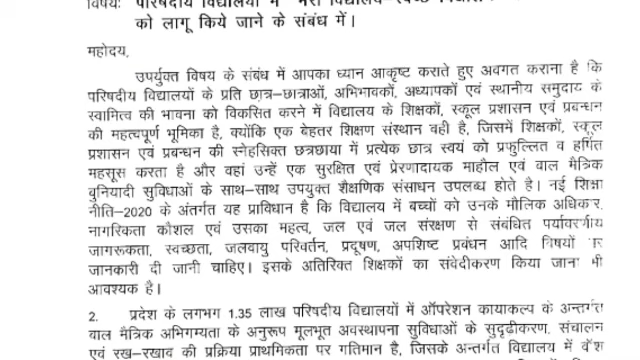 विषयः परिषदीय विद्यालयों में "मेरा विद्यालय–स्वच्छ
को लागू किये जाने के संबंध में।
महोदय,
उपर्युक्त विषय के संबंध में आपका ध्यान आकृष्ट कराते हुए अवगत कराना है कि
परिषदीय विद्यालयों के प्रति छात्र–छात्राओं, अभिभावकों, अध्यापकों एवं स्थानीय समुदाय के
स्वामित्व की भावना को विकसित करने में विद्यालय के शिक्षकों, स्कूल प्रशासन एवं प्रबन्धन
की महत्वपूर्ण भूमिका है, क्योंकि एक बेहतर शिक्षण संस्थान वही है, जिसमें शिक्षकों, स्कूल
प्रशासन एवं प्रबन्धन की स्नेहसिक्त छत्रछाया में प्रत्येक छात्र स्वयं को प्रफुल्लित व हर्षित
महसूस करता है और वहां उन्हें एक सुरक्षित एवं प्रेरणादायक माहौल एवं बाल मैत्रिक
बुनियादी सुविधाओं के साथ–साथ उपयुक्त शैक्षणिक संसाधन उपलब्ध होते है। नई शिक्षा
नीति–2020 के अंतर्गत यह प्राविधान है कि विद्यालय में बच्चों को उनके मौलिक अधिकार,
नागरिकता कौशल एवं उसका महत्व, जल एवं जल संरक्षण से संबंधित पर्यावरणीय
जागरूकता, स्वच्छता, जलवायु परिवर्तन, प्रदूषण, अपशिष्ट प्रबंधन आदि विषयों पर
जानकारी दी जानी चाहिए। इसके अतिरिक्त शिक्षकों का संवेदीकरण किया जाना भी
आवश्यक है।
2. प्रदेश के लगभग 1.35 लाख परिषदीय विद्यालयों में ऑपरेशन कायाकल्प के अन्तर्गत
बाल मैत्रिक अभिगम्यता के अनुरूप मूलभूत अवस्थापना सुविधाओं के सुदृढीकरण, संचालन
एवं रख–रखाव की प्रक्रिया प्राथमिकता पर गतिमान है, जिसके अन्तर्गत विद्यालय में